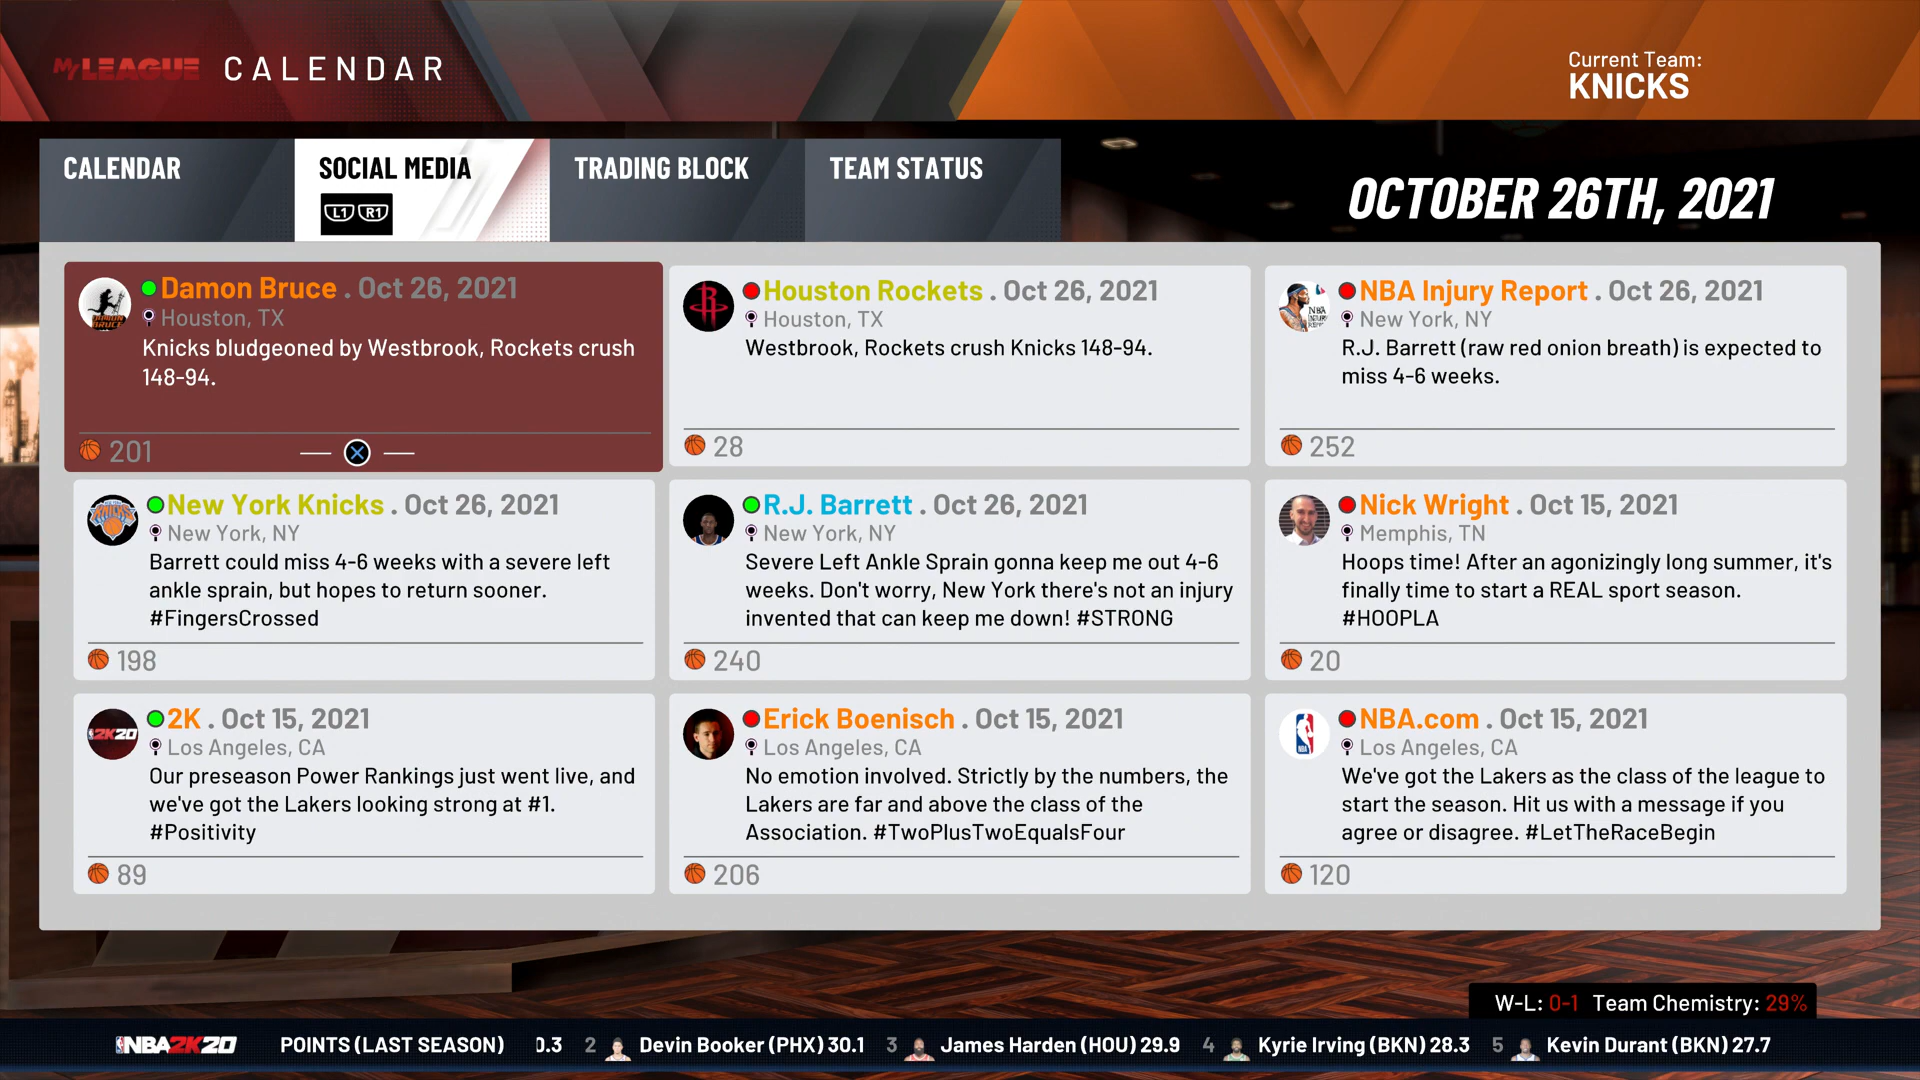 MyLEAGUE CALENDAR
Current Team:
KNICKS
CALENDAR
SOCIAL MEDIA
L1 R1
TRADING BLOCK
TEAM STATUS
OCTOBER 26TH, 2021
Damon Bruce . Oct 26, 2021
Houston, TX
Knicks bludgeoned by Westbrook, Rockets crush
148-94.
201
Houston Rockets . Oct 26, 2021
Houston, TX
Westbrook, Rockets crush Knicks 148-94.
28
NBA Injury Report . Oct 26, 2021
New York, NY
R.J. Barrett (raw red onion breath) is expected to
miss 4-6 weeks.
252
New York Knicks . Oct 26, 2021
New York, NY
Barrett could miss 4-6 weeks with a severe left
ankle sprain, but hopes to return sooner.
#FingersCrossed
198
R.J. Barrett . Oct 26, 2021
New York, NY
Severe Left Ankle Sprain gonna keep me out 4-6
weeks. Don't worry, New York there's not an injury
invented that can keep me down! #STRONG
240
Nick Wright . Oct 15, 2021
Memphis, TN
Hoops time! After an agonizingly long summer, it's
finally time to start a REAL sport season.
#HOOPLA
20
2K . Oct 15, 2021
Los Angeles, CA
Our preseason Power Rankings just went live, and
we've got the Lakers looking strong at #1.
#Positivity
89
Erick Boenisch . Oct 15, 2021
Los Angeles, CA
No emotion involved. Strictly by the numbers, the
Lakers are far and above the class of the
Association. #TwoPlusTwoEqualsFour
206
NBA.com . Oct 15, 2021
Los Angeles, CA
We've got the Lakers as the class of the league to
start the season. Hit us with a message if you
agree or disagree. #LetTheRaceBegin
120
W-L: 0-1 Team Chemistry: 29%
NBA2K20 POINTS (LAST SEASON) 0.3 2 Devin Booker (PHX) 30.1 3 James Harden (HOU) 29.9 4 Kyrie Irving (BKN) 28.3 5 Kevin Durant (BKN) 27.7